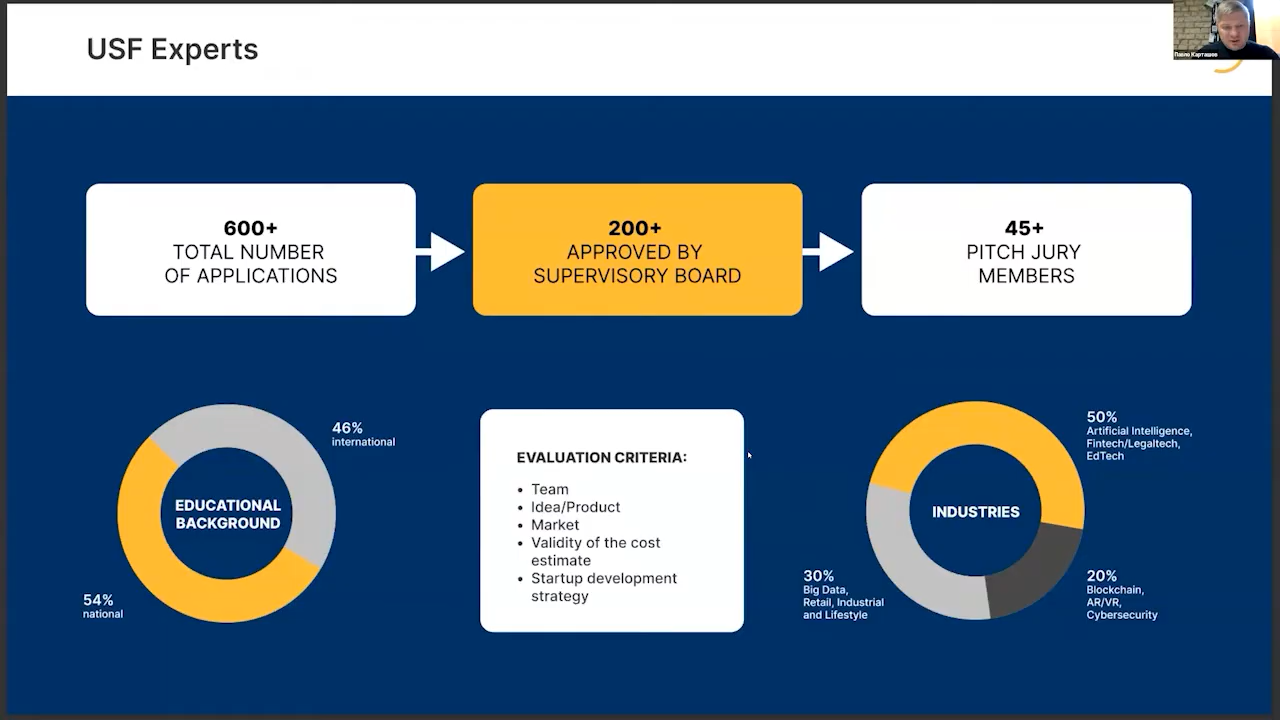 USF Experts
Павло Карташов
600+
TOTAL NUMBER
OF APPLICATIONS
200+
APPROVED BY
SUPERVISORY BOARD
45+
PITCH JURY
MEMBERS
46%
international
EDUCATIONAL
BACKGROUND
54%
national
EVALUATION CRITERIA:
• Team
• Idea/Product
• Market
• Validity of the cost
estimate
• Startup development
strategy
50%
Artificial Intelligence,
Fintech/Legaltech,
EdTech
INDUSTRIES
30%
Big Data,
Retail, Industrial
and Lifestyle
20%
Blockchain,
AR/VR,
Cybersecurity